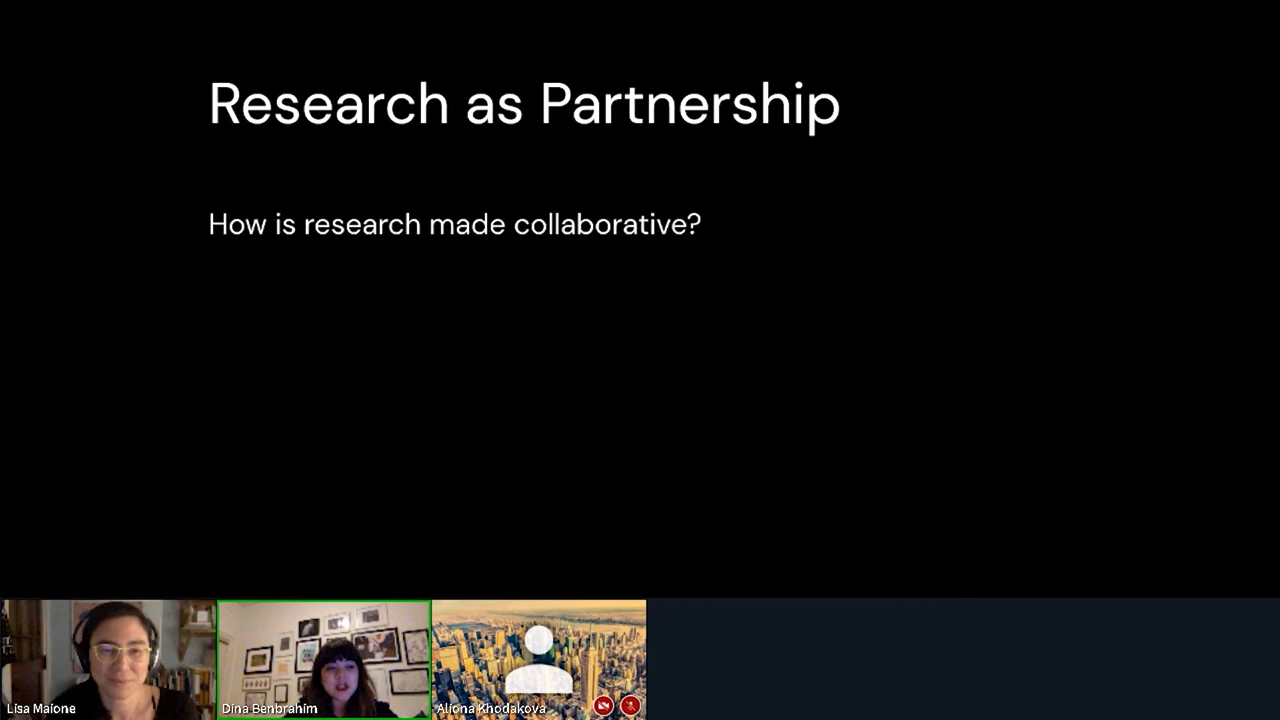 Research as Partnership
How is research made collaborative?
Lisa Maione
Dina Benbrahim
Aliona Khodakova